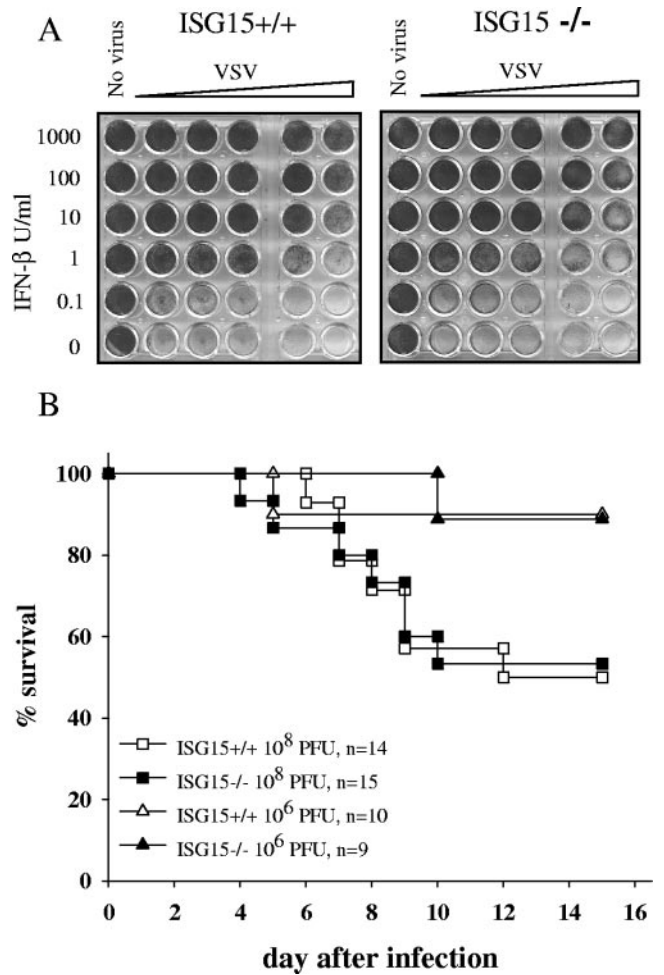 A
ISG15+/+
ISG15 -/-
No virus
VSV
No virus
VSV
IFN-β U/ml
1000
100
10
1
0.1
0
B
% survival
100
80
60
40
20
0
ISG15+/+ 10⁸ PFU, n=14
ISG15-/- 10⁸ PFU, n=15
ISG15+/+ 10⁶ PFU, n=10
ISG15-/- 10⁶ PFU, n=9
0 2 4 6 8 10 12 14 16
day after infection